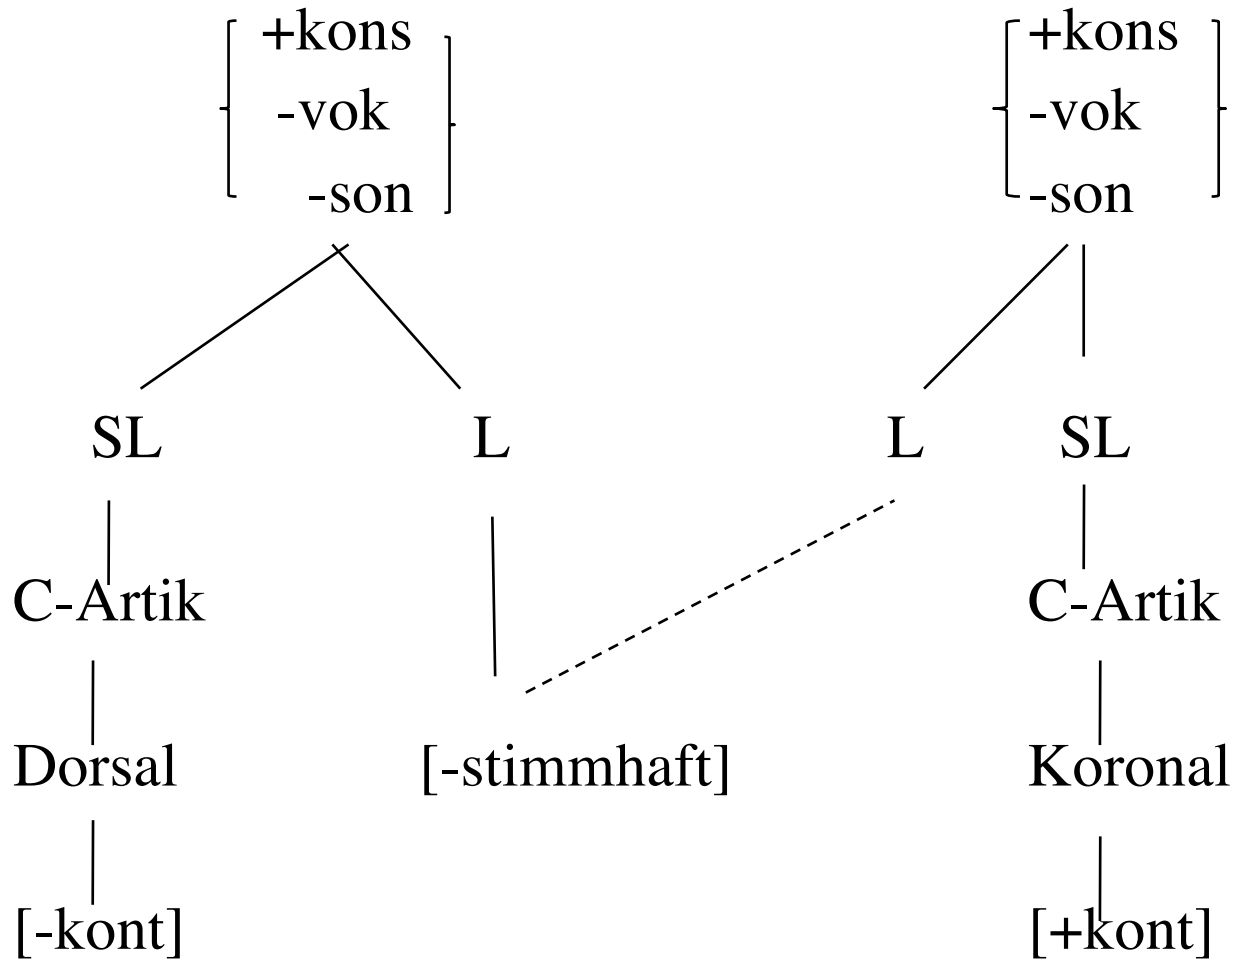 +kons +kons
-vok -vok
-son -son
SL L L SL
C-Artik C-Artik
Dorsal [-stimmhaft] Koronal
[-kont] [+kont]